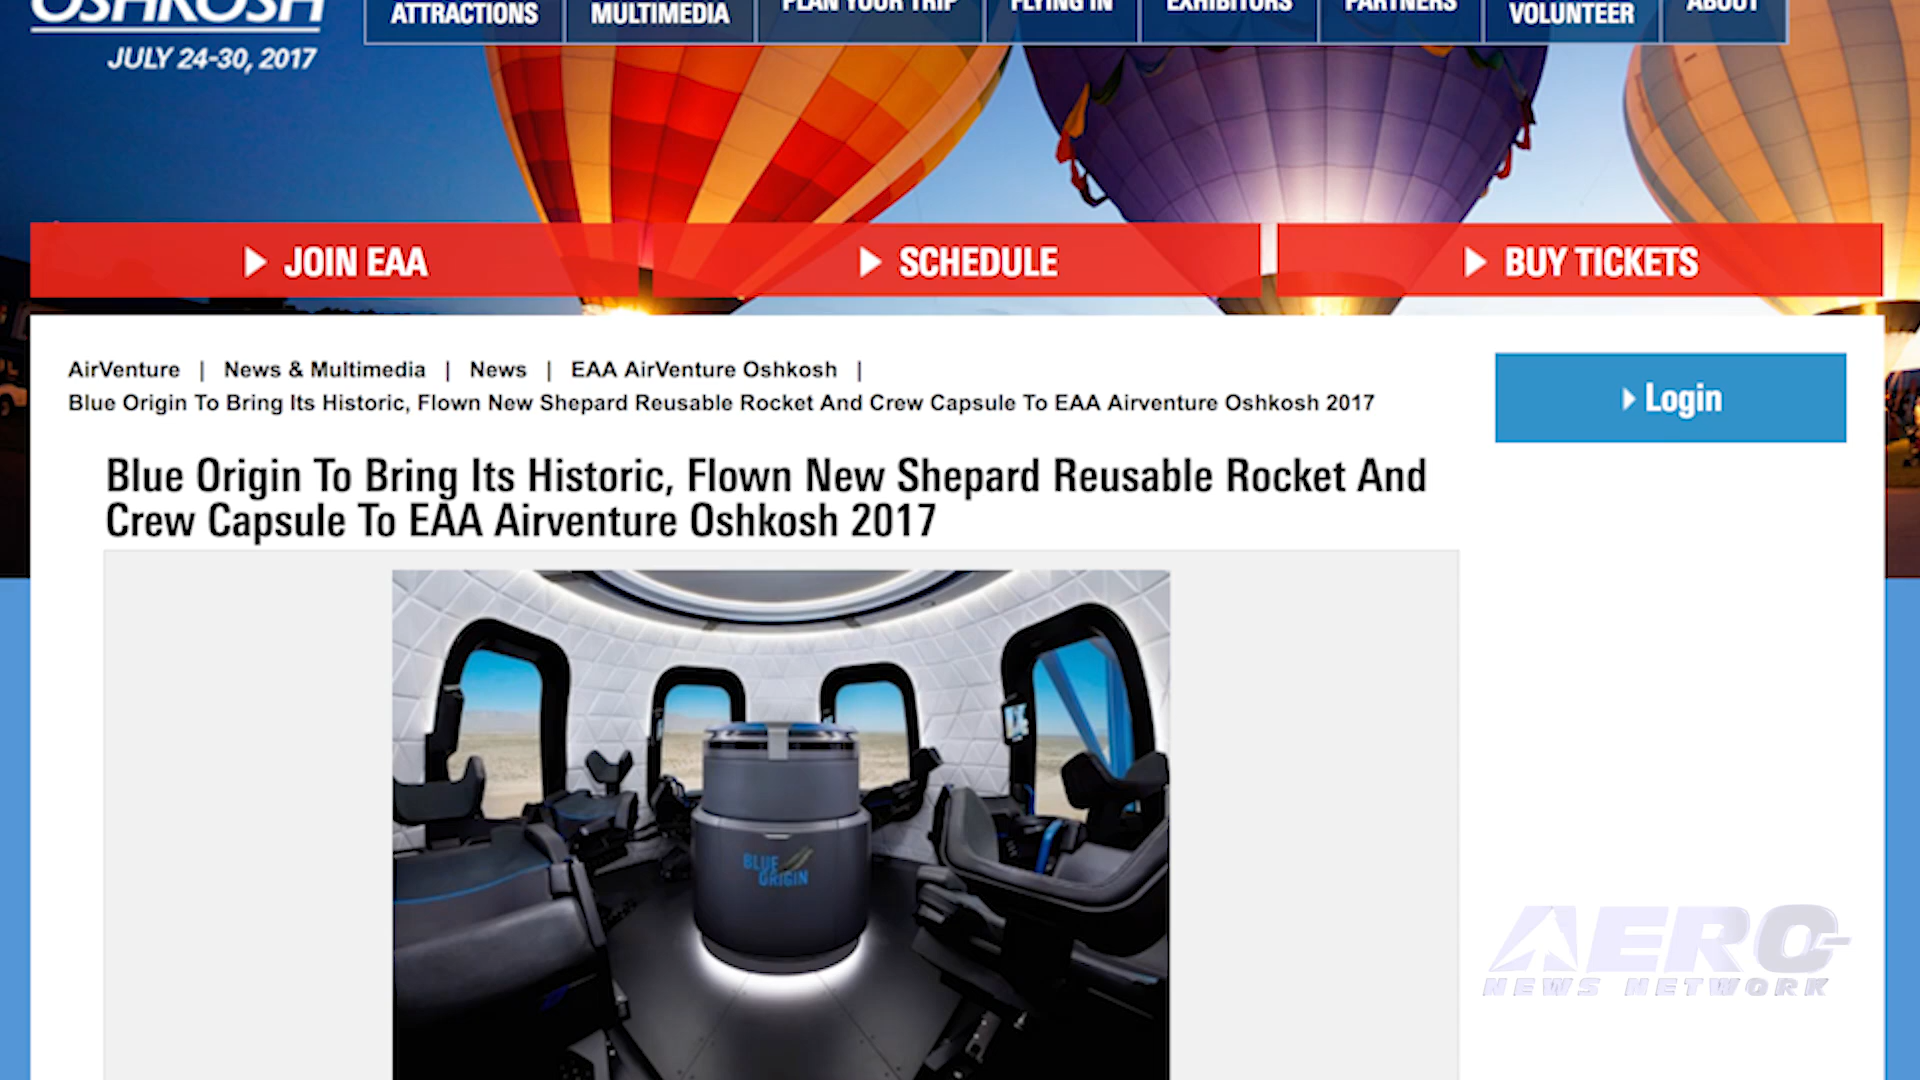 OSHKOSH
JULY 24-30, 2017
ATTRACTIONS
MULTIMEDIA
PLAN YOUR TRIP
FLYING IN
EXHIBITORS
PARTNERS
VOLUNTEER
ABOUT
JOIN EAA
SCHEDULE
BUY TICKETS
AirVenture | News & Multimedia | News | EAA AirVenture Oshkosh |
Blue Origin To Bring Its Historic, Flown New Shepard Reusable Rocket And Crew Capsule To EAA Airventure Oshkosh 2017
Login
Blue Origin To Bring Its Historic, Flown New Shepard Reusable Rocket And
Crew Capsule To EAA Airventure Oshkosh 2017
BLUE
ORIGIN
AERO
NEWS NETWORK